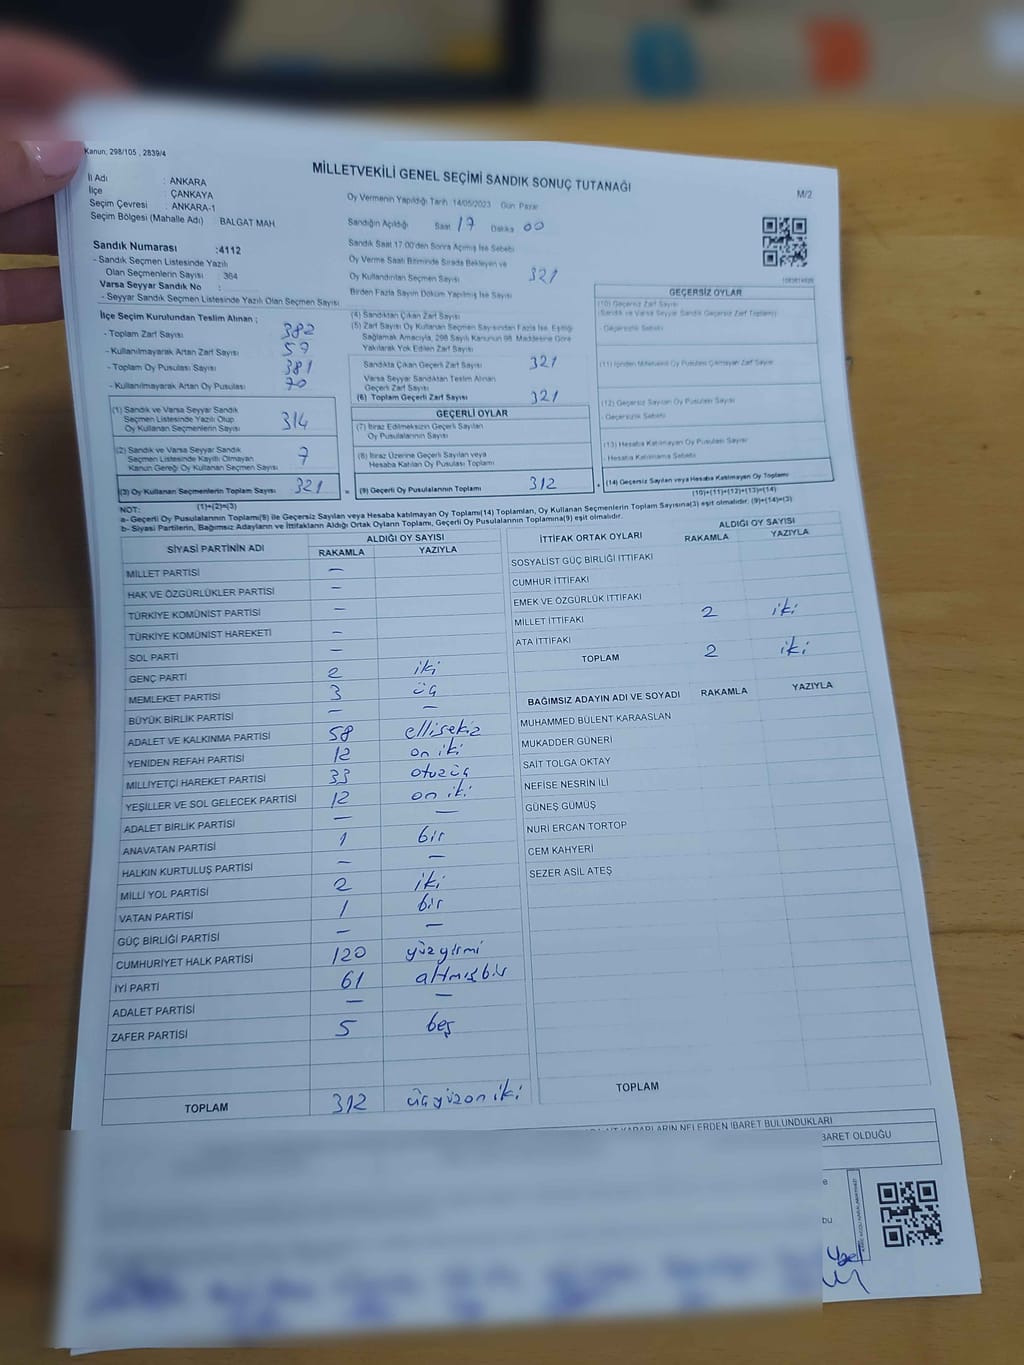 Kanun, 298/105 , 2839/4
MİLLETVEKİLİ GENEL SEÇİMİ SANDIK SONUÇ TUTANAĞI
M/2
İl Adı : ANKARA
İlçe : ÇANKAYA
Seçim Çevresi : ANKARA-1
Seçim Bölgesi (Mahalle Adı) : BALGAT MAH
Sandık Numarası :4112
- Sandık Seçmen Listesinde Yazılı
Olan Seçmenlerin Sayısı : 364
Varsa Seyyar Sandık No :
- Seyyar Sandık Seçmen Listesinde Yazılı Olan Seçmen Sayısı
Oy Vermenin Yapıldığı Tarih :14/05/2023 Gün: Pazar
Sandığın Açıldığı Saat 17 Dakika 00
Sandık Saat 17:00'den Sonra Açılmış İse Sebebi
Oy Verme Saati Bitiminde Sırada Bekleyen ve
Oy Kullandırılan Seçmen Sayısı 321
Birden Fazla Sayım Döküm Yapılmış İse Sayısı
İlçe Seçim Kurulundan Teslim Alınan ;
- Toplam Zarf Sayısı 382
- Kullanılmayarak Artan Zarf Sayısı
- Toplam Oy Pusulası Sayısı 381
- Kullanılmayarak Artan Oy Pusulası 70
(1) Sandık ve Varsa Seyyar Sandık
Seçmen Listesinde Yazılı Olup
Oy Kullanan Seçmenlerin Sayısı 314
(2) Sandık ve Varsa Seyyar Sandık
Seçmen Listesinde Kayıtlı Olmayan
Kanun Gereği Oy Kullanan Seçmen Sayısı 7
(3) Oy Kullanan Seçmenlerin Toplam Sayısı 321
(1)+(2)=(3)
(4) Sandıktan Çıkan Zarf Sayısı
(5) Zarf Sayısı Oy Kullanan Seçmen Sayısından Fazla İse, Eşitliği
Sağlamak Amacıyla, 298 Sayılı Kanunun 98. Maddesine Göre
Yakılarak Yok Edilen Zarf Sayısı
Sandıkta Çıkan Geçerli Zarf Sayısı 321
Varsa Seyyar Sandıktan Teslim Alınan
Geçerli Zarf Sayısı
(6) Toplam Geçerli Zarf Sayısı 321
GEÇERLİ OYLAR
(7) İtiraz Edilmeksizin Geçerli Sayılan
Oy Pusulalarının Sayısı
(8) İtiraz Üzerine Geçerli Sayılan veya
Hesaba Katılan Oy Pusulası Toplamı
= (9) Geçerli Oy Pusulalarının Toplamı 312
GEÇERSİZ OYLAR
(10) Geçersiz Zarf Sayısı
(Sandık ve Varsa Seyyar Sandık Geçersiz Zarf Toplamı)
- Geçersizlik Sebebi
(12) Geçersiz Sayılan Oy Pusulası Sayısı
- Geçersizlik Sebebi
(13) Hesaba Katılmayan Oy Pusulası Sayısı
- Hesaba Katılmama Sebebi
+ (14) Geçersiz Sayılan veya Hesaba Katılmayan Oy Toplamı
(10)+(11)+(12)+(13)=(14)
NOT:
a- Geçerli Oy Pusulalarının Toplamı(9) ile Geçersiz Sayılan veya Hesaba katılmayan Oy Toplamı(14) Toplamları, Oy Kullanan Seçmenlerin Toplam Sayısına(3) eşit olmalıdır. (9)+(14)=(3)
b- Siyasi Partilerin, Bağımsız Adayların ve İttifakların Aldığı Ortak Oyların Toplamı, Geçerli Oy Pusulalarının Toplamına(9) eşit olmalıdır.
SİYASİ PARTİNİN ADI ALDIĞI OY SAYISI
RAKAMLA YAZIYLA
MİLLET PARTİSİ —
HAK VE ÖZGÜRLÜKLER PARTİSİ —
TÜRKİYE KOMÜNİST PARTİSİ —
TÜRKİYE KOMÜNİST HAREKETİ —
SOL PARTİ —
GENÇ PARTİ 2 iki
MEMLEKET PARTİSİ 3 üç
BÜYÜK BİRLİK PARTİSİ — —
ADALET VE KALKINMA PARTİSİ 58 ellisekiz
YENİDEN REFAH PARTİSİ 12 on iki
MİLLİYETÇİ HAREKET PARTİSİ 33 otuzüç
YEŞİLLER VE SOL GELECEK PARTİSİ 12 on iki
ADALET BİRLİK PARTİSİ — —
ANAVATAN PARTİSİ 1 bir
HALKIN KURTULUŞ PARTİSİ — —
MİLLİ YOL PARTİSİ 2 iki
VATAN PARTİSİ 1 bir
GÜÇ BİRLİĞİ PARTİSİ — —
CUMHURİYET HALK PARTİSİ 120 yüzyirmi
İYİ PARTİ 61 altmışbir
ADALET PARTİSİ — —
ZAFER PARTİSİ 5 beş
TOPLAM 312 üçyüzoniki
İTTİFAK ORTAK OYLARI ALDIĞI OY SAYISI
RAKAMLA YAZIYLA
SOSYALİST GÜÇ BİRLİĞİ İTTİFAKI
CUMHUR İTTİFAKI
EMEK VE ÖZGÜRLÜK İTTİFAKI
MİLLET İTTİFAKI 2 iki
ATA İTTİFAKI
TOPLAM 2 iki
BAĞIMSIZ ADAYIN ADI VE SOYADI RAKAMLA YAZIYLA
MUHAMMED BÜLENT KARAASLAN
MUKADDER GÜNERİ
SAİT TOLGA OKTAY
NEFİSE NESRİN İLİ
GÜNEŞ GÜMÜŞ
NURİ ERCAN TORTOP
CEM KAHYERİ
SEZER ASİL ATEŞ
TOPLAM
KARARLARIN NELERDEN İBARET BULUNDUKLARI
BARET OLDUĞU